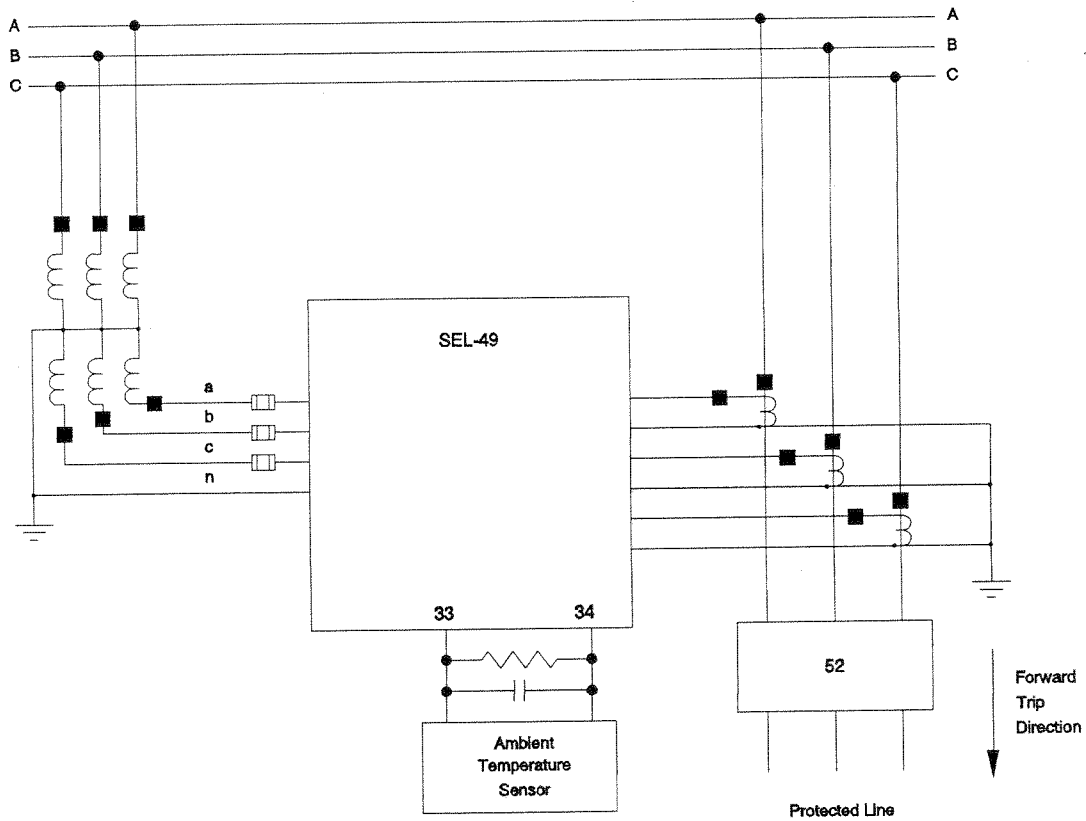 A A
B B
C C
SEL-49
a
b
c
n
33 34
52
Forward
Trip
Direction
Ambient
Temperature
Sensor
Protected Line